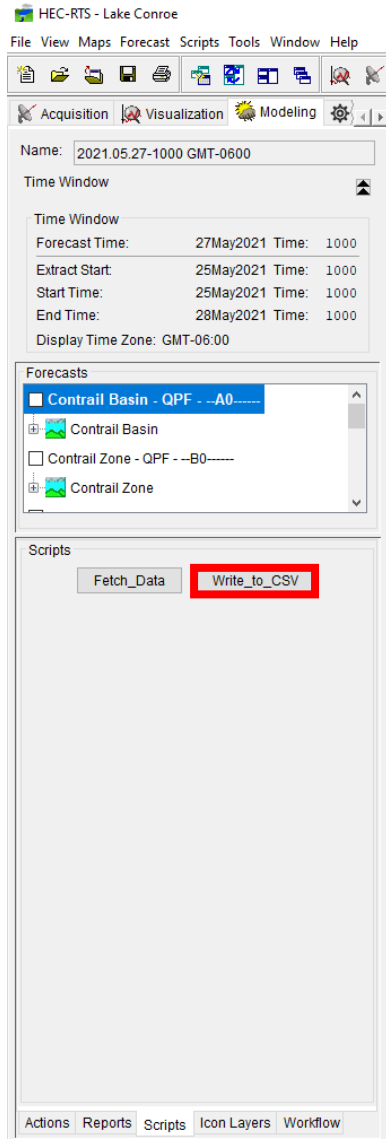 HEC-RTS - Lake Conroe
File View Maps Forecast Scripts Tools Window Help
Acquisition Visualization Modeling
Name: 2021.05.27-1000 GMT-0600
Time Window
Time Window
Forecast Time: 27May2021 Time: 1000
Extract Start: 25May2021 Time: 1000
Start Time: 25May2021 Time: 1000
End Time: 28May2021 Time: 1000
Display Time Zone: GMT-06:00
Forecasts
Contrail Basin - QPF - --A0------
Contrail Basin
Contrail Zone - QPF - --B0------
Contrail Zone
Scripts
Fetch_Data Write_to_CSV
Actions Reports Scripts Icon Layers Workflow